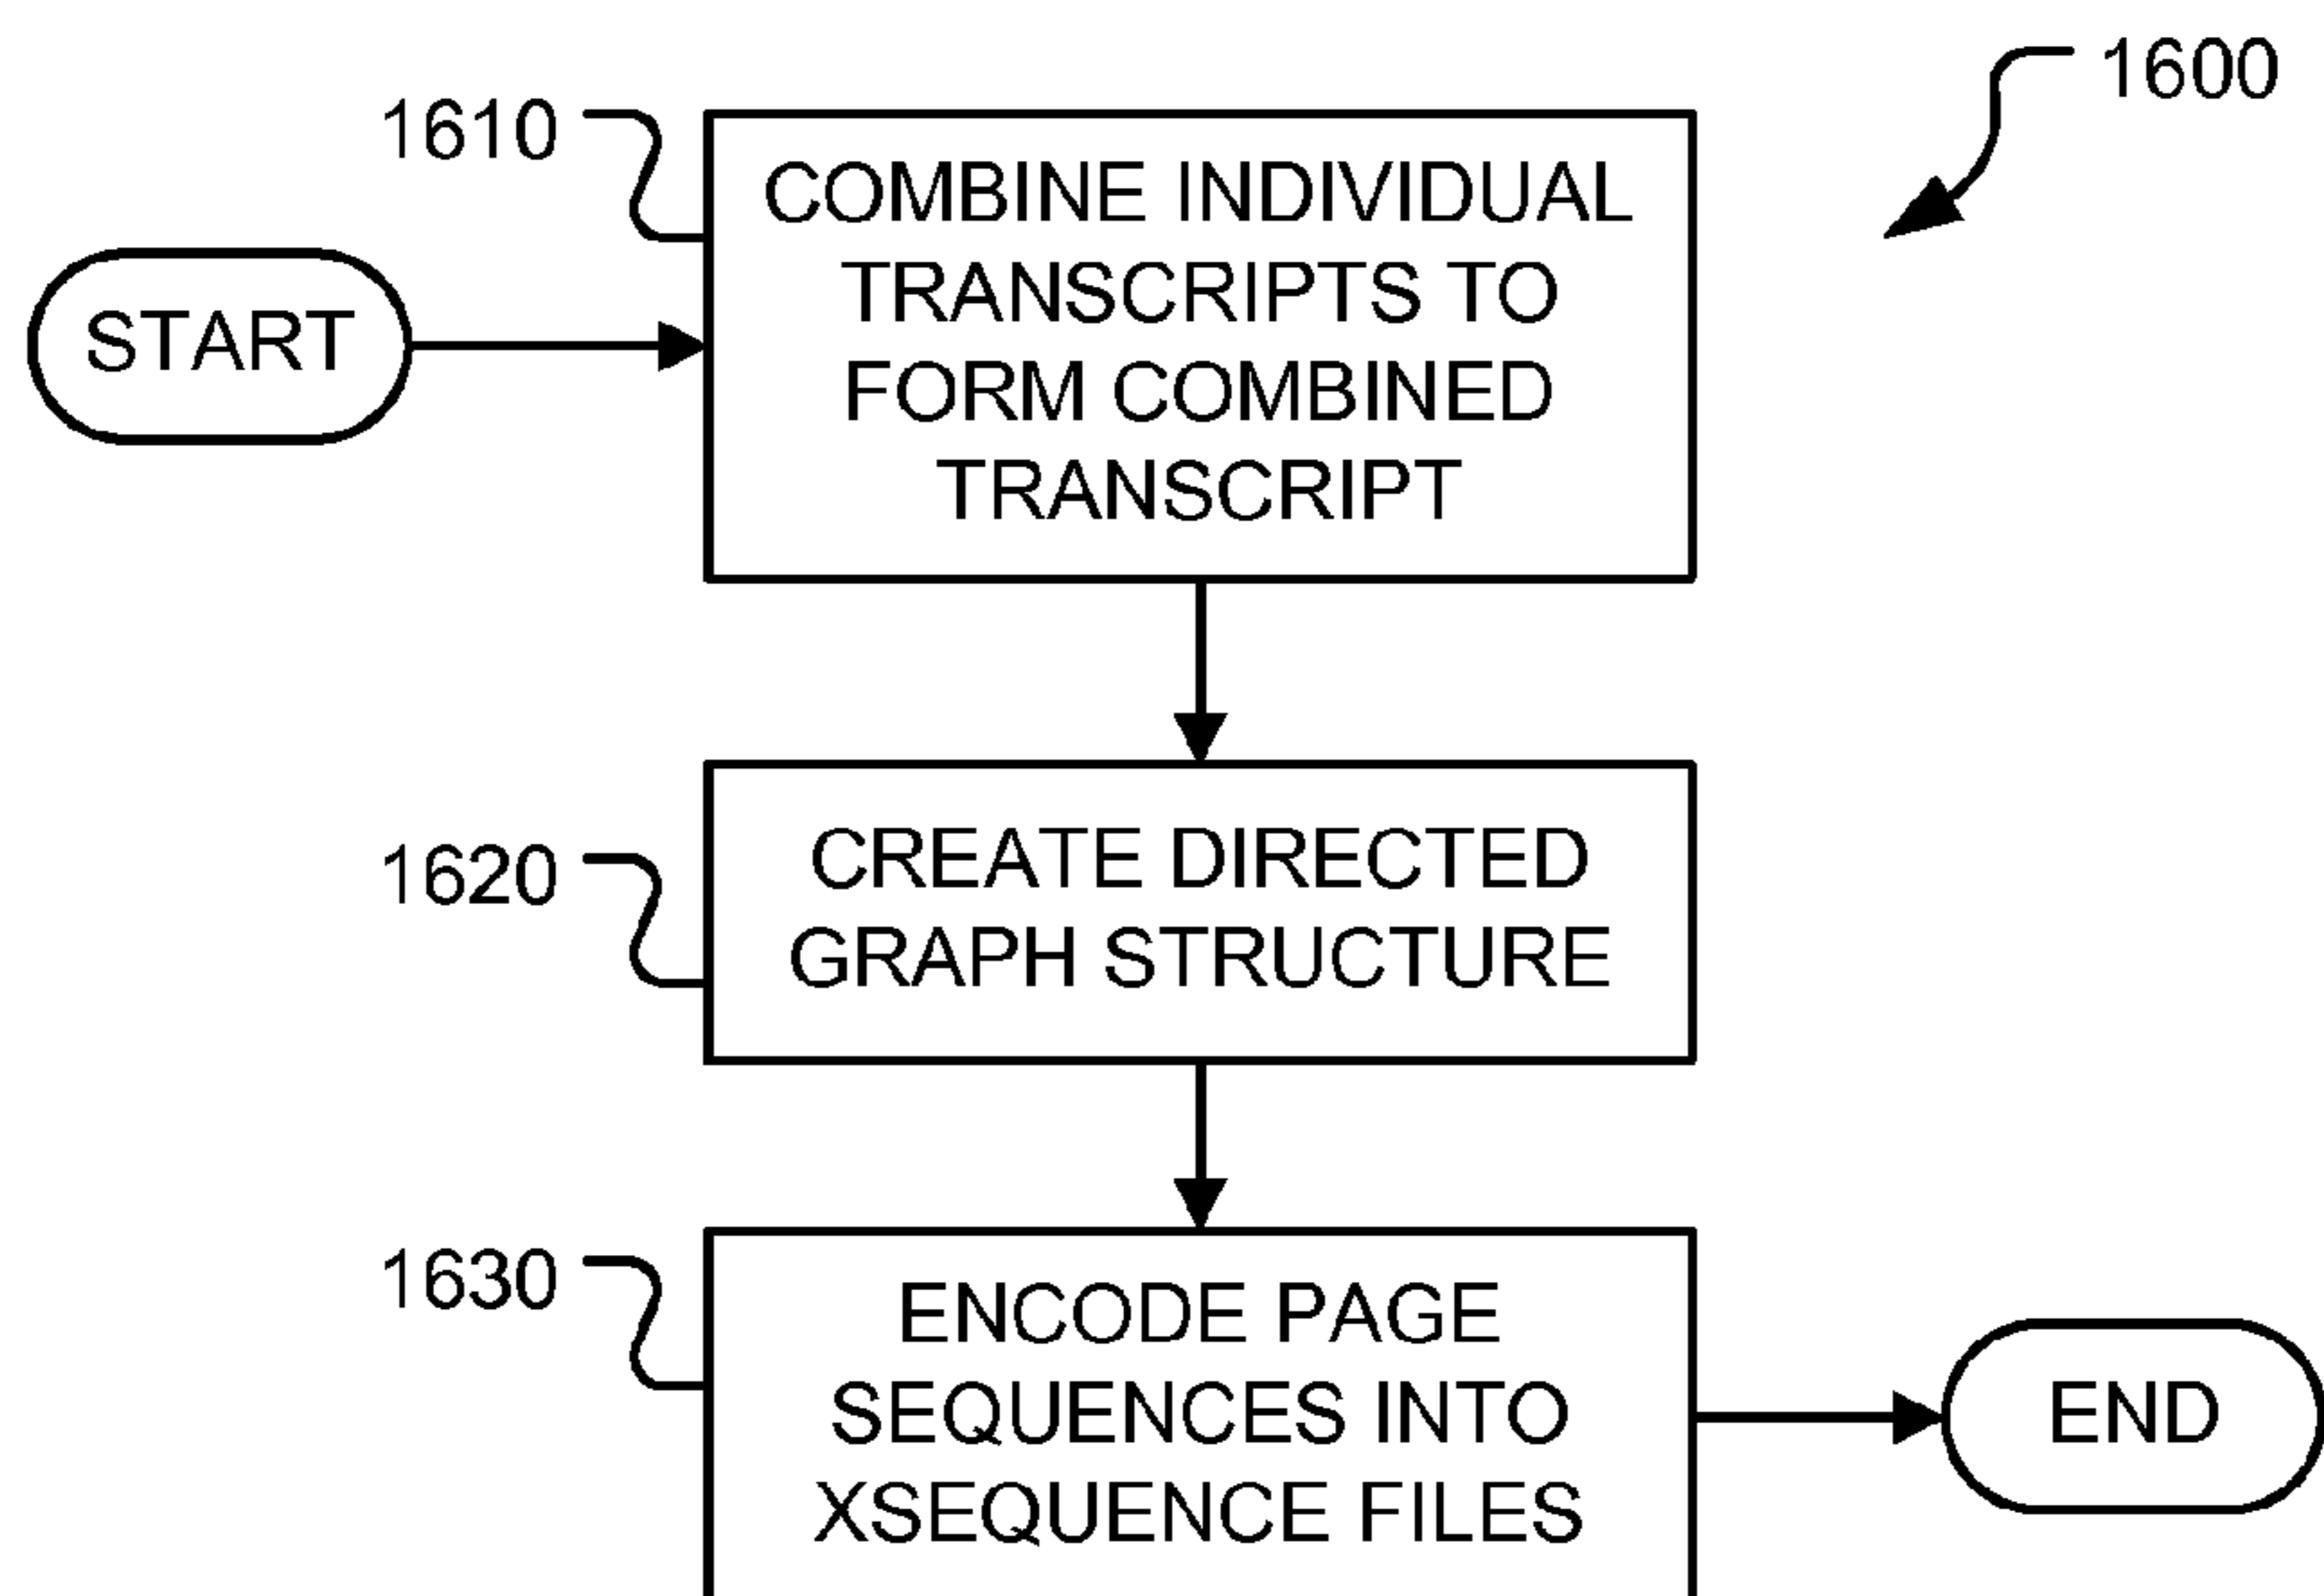 1600
1610
COMBINE INDIVIDUAL
TRANSCRIPTS TO
FORM COMBINED
TRANSCRIPT
START
1620
CREATE DIRECTED
GRAPH STRUCTURE
1630
ENCODE PAGE
SEQUENCES INTO
XSEQUENCE FILES
END